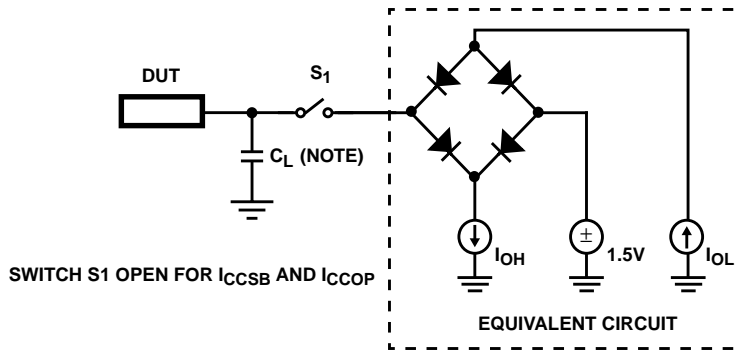 DUT
S1
CL (NOTE)
IOH
±
1.5V
IOL
SWITCH S1 OPEN FOR ICCSB AND ICCOP
EQUIVALENT CIRCUIT